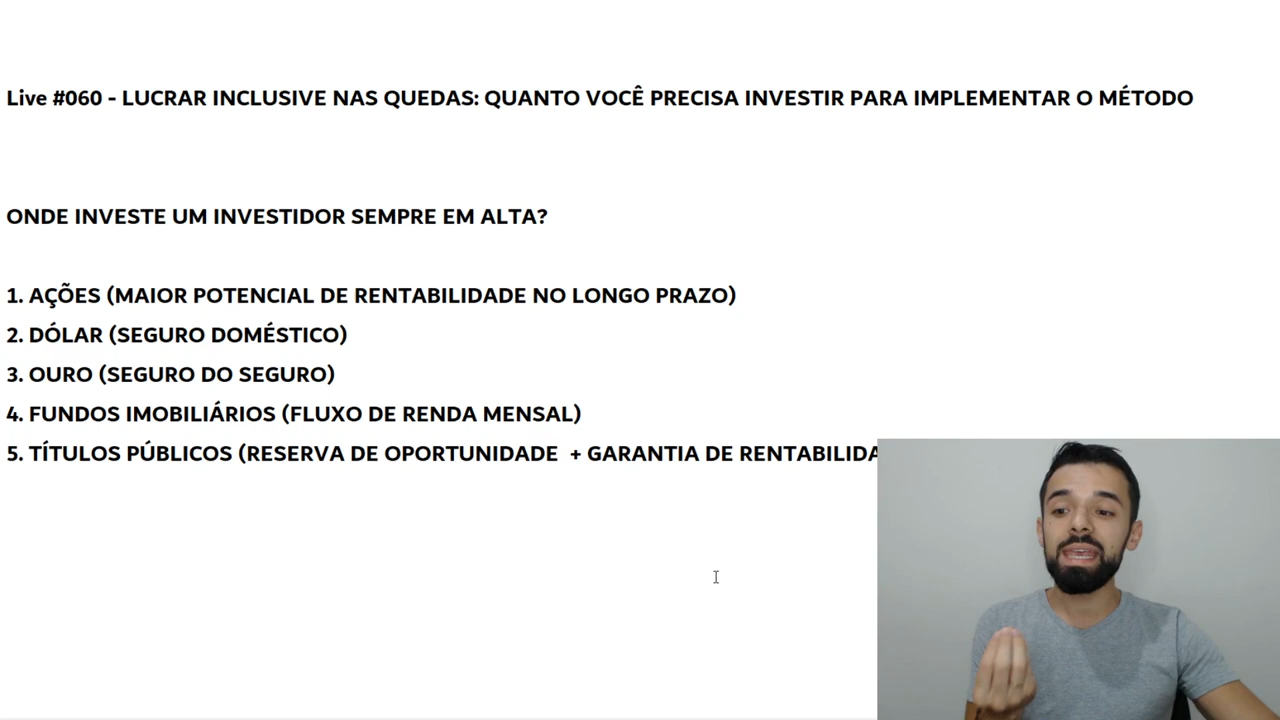 Live #060 - LUCRAR INCLUSIVE NAS QUEDAS: QUANTO VOCÊ PRECISA INVESTIR PARA IMPLEMENTAR O MÉTODO
ONDE INVESTE UM INVESTIDOR SEMPRE EM ALTA?
1. AÇÕES (MAIOR POTENCIAL DE RENTABILIDADE NO LONGO PRAZO)
2. DÓLAR (SEGURO DOMÉSTICO)
3. OURO (SEGURO DO SEGURO)
4. FUNDOS IMOBILIÁRIOS (FLUXO DE RENDA MENSAL)
5. TÍTULOS PÚBLICOS (RESERVA DE OPORTUNIDADE + GARANTIA DE